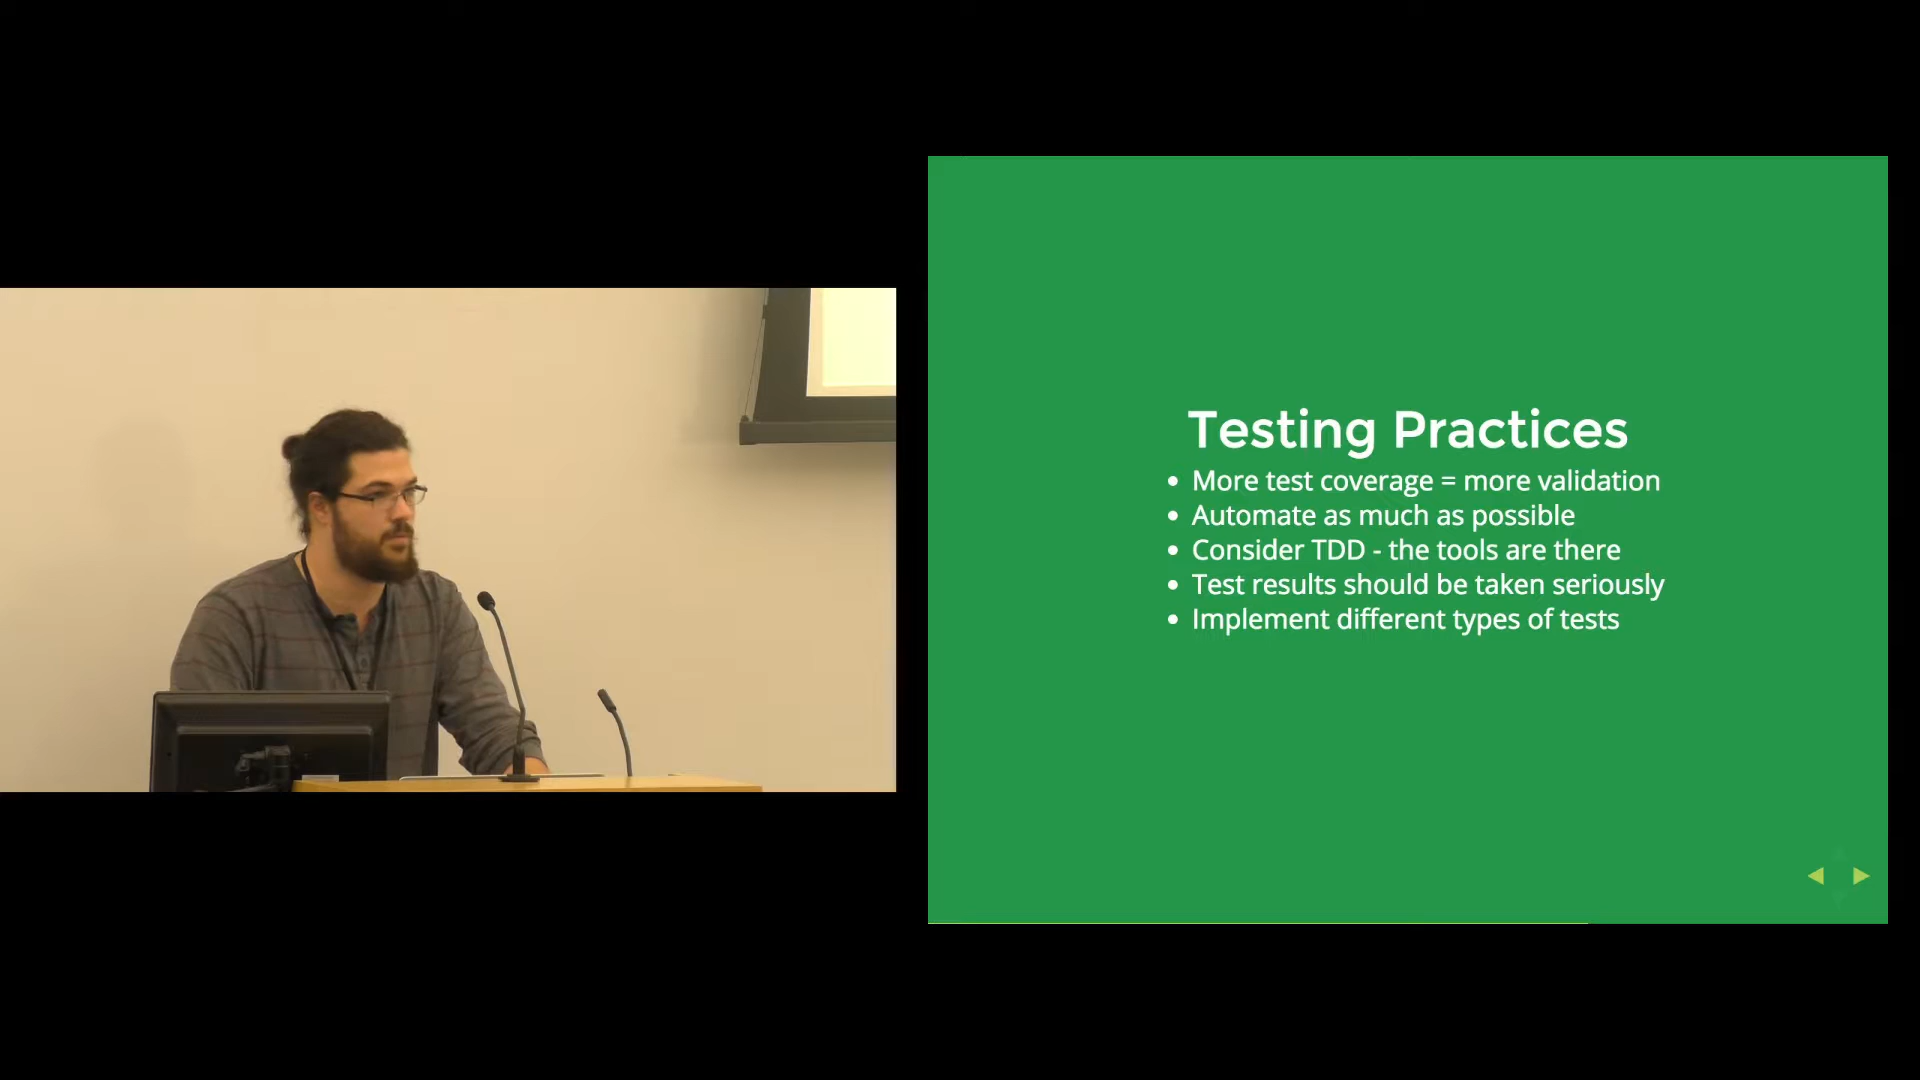 Testing Practices
• More test coverage = more validation
• Automate as much as possible
• Consider TDD - the tools are there
• Test results should be taken seriously
• Implement different types of tests